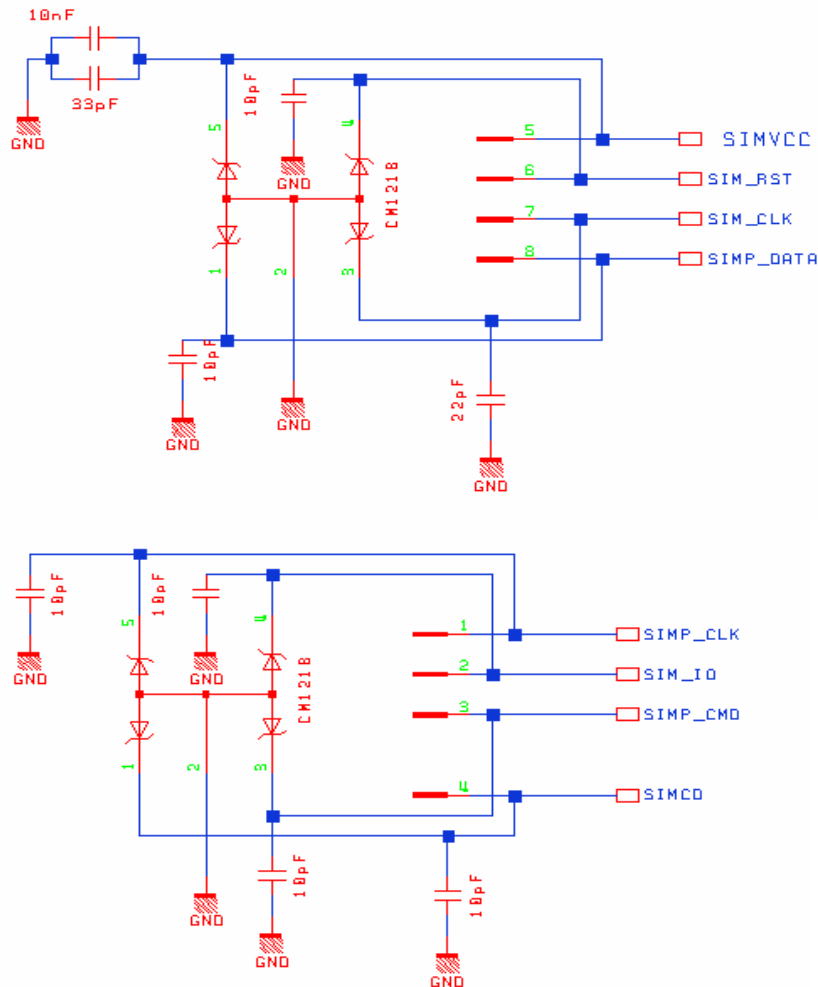 10nF
33pF
GND
5
10pF
GND
4
CM121B
1
2
3
5
SIMVCC
6
SIM_RST
7
SIM_CLK
8
SIMP_DATA
10pF
GND
GND
22pF
GND
10pF
GND
5
10pF
GND
4
CM121B
1
2
3
1
SIMP_CLK
2
SIM_IO
3
SIMP_CMD
4
SIMCD
GND
10pF
GND
10pF
GND